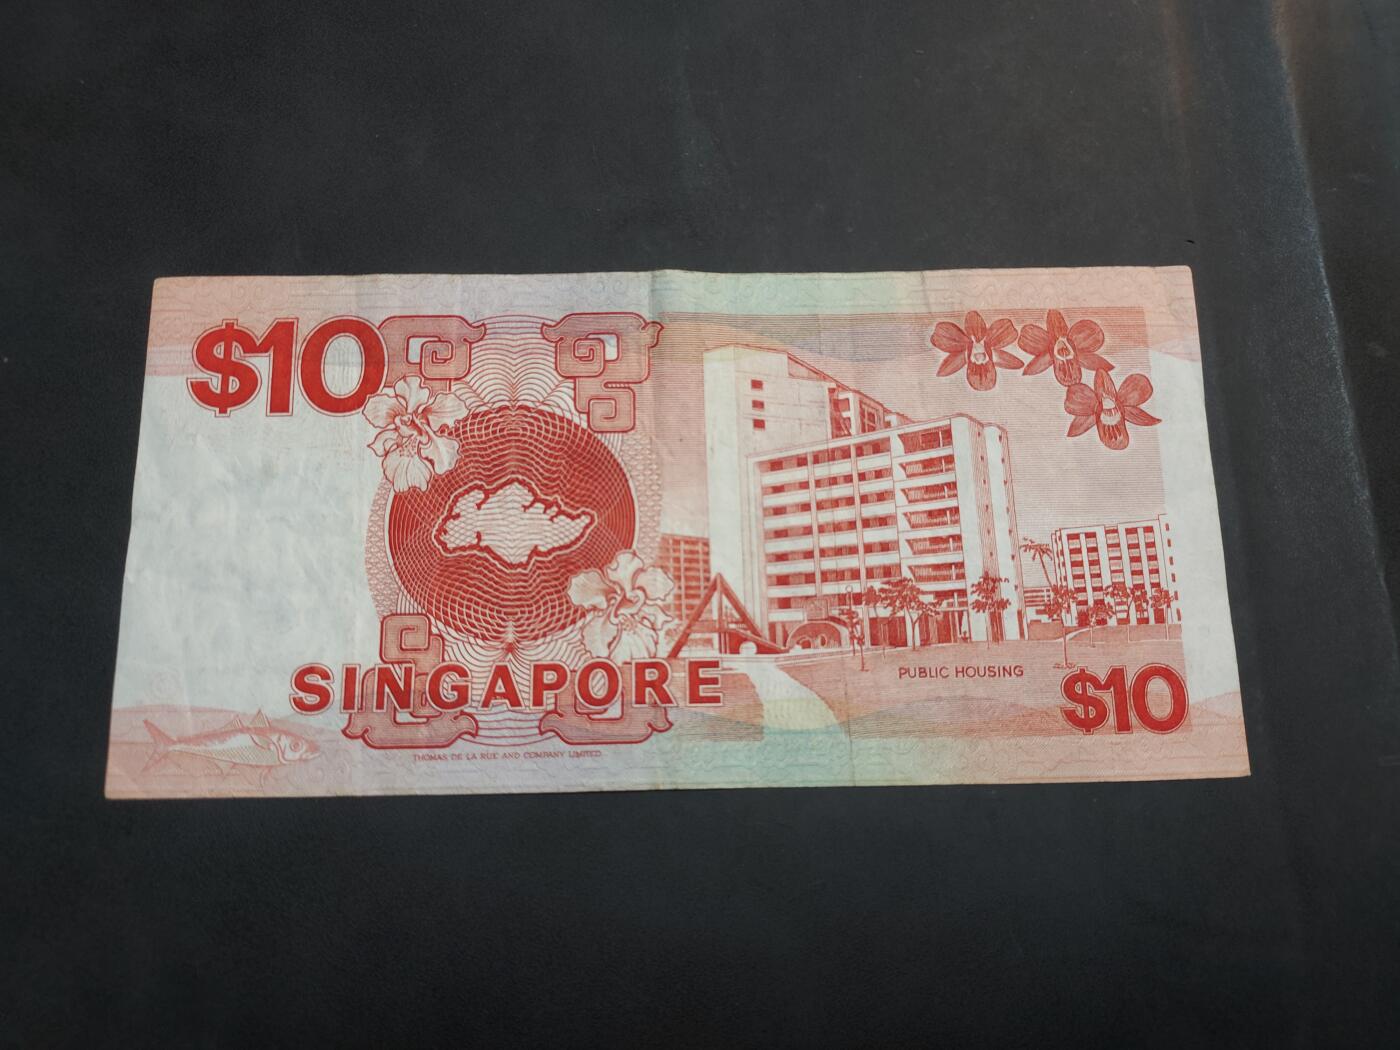 $10
SINGAPORE
PUBLIC HOUSING
$10
THOMAS DE LA RUE AND COMPANY LIMITED